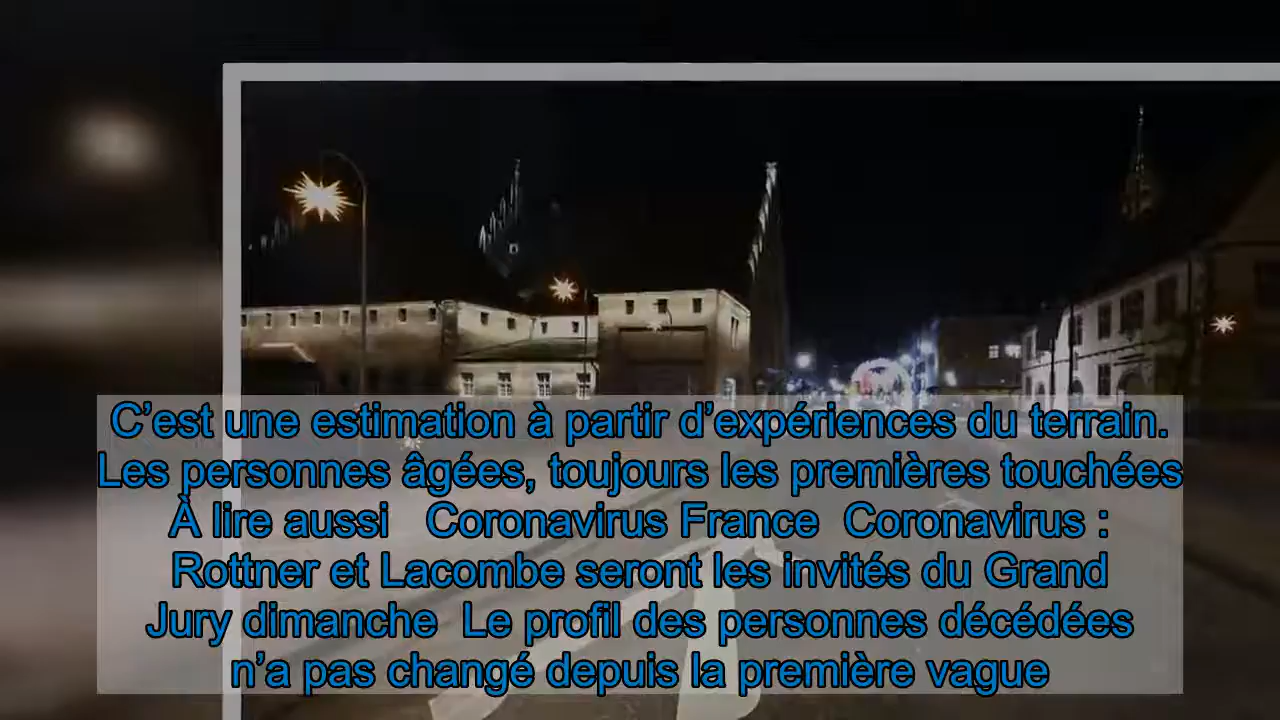 C’est une estimation à partir d’expériences du terrain.
Les personnes âgées, toujours les premières touchées
À lire aussi   Coronavirus France  Coronavirus :
Rottner et Lacombe seront les invités du Grand
Jury dimanche  Le profil des personnes décédées
n’a pas changé depuis la première vague